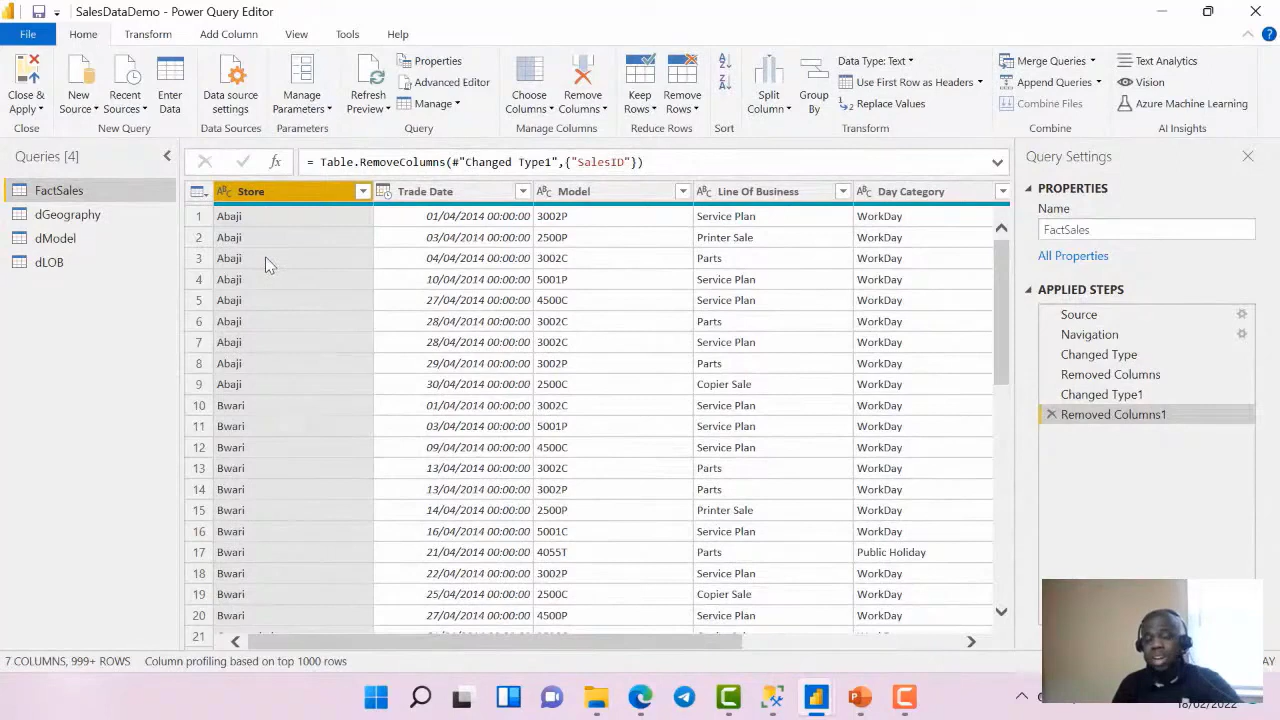 SalesDataDemo - Power Query Editor
File Home Transform Add Column View Tools Help
Close & Apply
Close
New Source
Recent Sources
Enter Data
New Query
Data source settings
Data Sources
Manage Parameters
Parameters
Refresh Preview
Properties
Advanced Editor
Manage
Query
Choose Columns
Remove Columns
Manage Columns
Keep Rows
Remove Rows
Reduce Rows
Sort
Split Column
Group By
Data Type: Text
Use First Row as Headers
Replace Values
Transform
Merge Queries
Append Queries
Combine Files
Combine
Text Analytics
Vision
Azure Machine Learning
AI Insights
Queries [4]
FactSales
dGeography
dModel
dLOB
= Table.RemoveColumns(#"Changed Type1",{"SalesID"})
Store Trade Date Model Line Of Business Day Category
1 Abaji 01/04/2014 00:00:00 3002P Service Plan WorkDay
2 Abaji 03/04/2014 00:00:00 2500P Printer Sale WorkDay
3 Abaji 04/04/2014 00:00:00 3002C Parts WorkDay
4 Abaji 10/04/2014 00:00:00 5001P Service Plan WorkDay
5 Abaji 27/04/2014 00:00:00 4500C Service Plan WorkDay
6 Abaji 28/04/2014 00:00:00 3002C Parts WorkDay
7 Abaji 28/04/2014 00:00:00 3002C Service Plan WorkDay
8 Abaji 29/04/2014 00:00:00 3002P Parts WorkDay
9 Abaji 30/04/2014 00:00:00 2500C Copier Sale WorkDay
10 Bwari 01/04/2014 00:00:00 3002C Service Plan WorkDay
11 Bwari 03/04/2014 00:00:00 5001P Service Plan WorkDay
12 Bwari 09/04/2014 00:00:00 4500C Service Plan WorkDay
13 Bwari 13/04/2014 00:00:00 3002C Parts WorkDay
14 Bwari 13/04/2014 00:00:00 3002P Parts WorkDay
15 Bwari 14/04/2014 00:00:00 2500P Printer Sale WorkDay
16 Bwari 16/04/2014 00:00:00 5001C Service Plan WorkDay
17 Bwari 21/04/2014 00:00:00 4055T Parts Public Holiday
18 Bwari 22/04/2014 00:00:00 3002P Service Plan WorkDay
19 Bwari 25/04/2014 00:00:00 2500C Copier Sale WorkDay
20 Bwari 27/04/2014 00:00:00 4500P Service Plan WorkDay
21
Query Settings
PROPERTIES
Name
FactSales
All Properties
APPLIED STEPS
Source
Navigation
Changed Type
Removed Columns
Changed Type1
Removed Columns1
7 COLUMNS, 999+ ROWS Column profiling based on top 1000 rows
18/02/2022